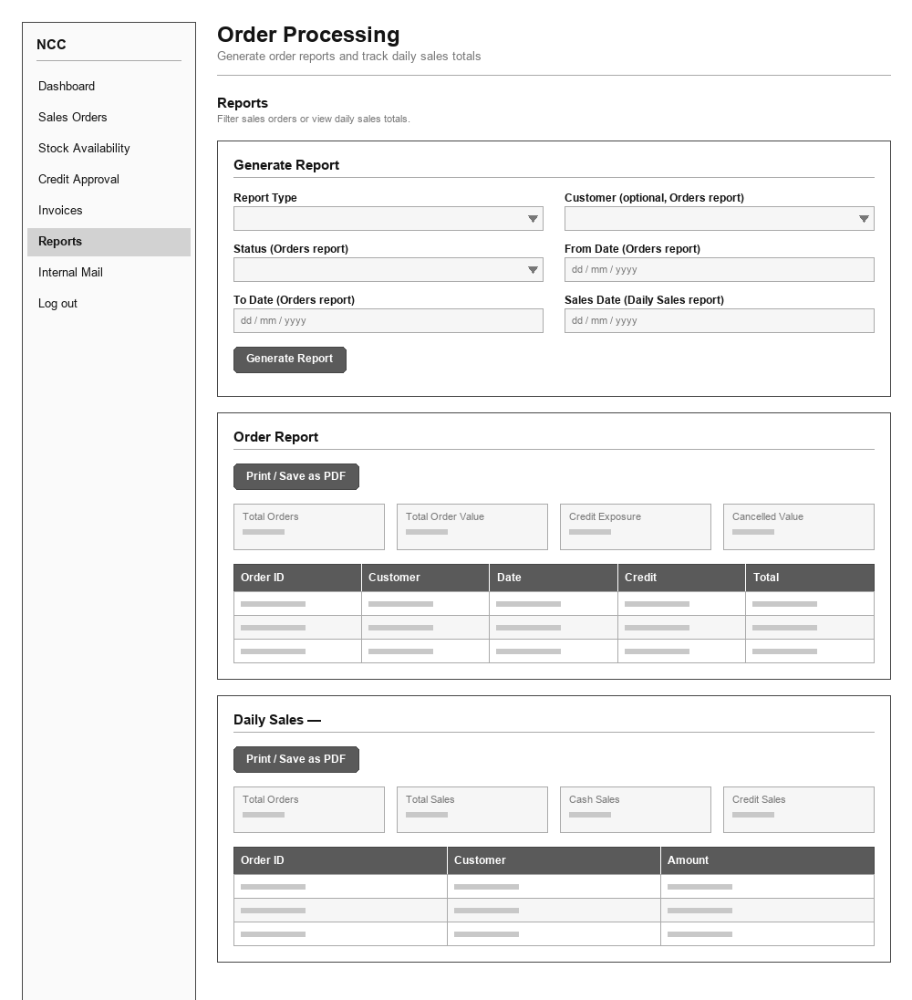 NCC
Dashboard
Sales Orders
Stock Availability
Credit Approval
Invoices
Reports
Internal Mail
Log out
Order Processing
Generate order reports and track daily sales totals
Reports
Filter sales orders or view daily sales totals.
Generate Report
Report Type
Customer (optional, Orders report)
Status (Orders report)
From Date (Orders report)
dd / mm / yyyy
To Date (Orders report)
Sales Date (Daily Sales report)
dd / mm / yyyy
dd / mm / yyyy
Generate Report
Order Report
Print / Save as PDF
Total Orders
Total Order Value
Credit Exposure
Cancelled Value
Order ID
Customer
Date
Credit
Total
Daily Sales —
Print / Save as PDF
Total Orders
Total Sales
Cash Sales
Credit Sales
Order ID
Customer
Amount